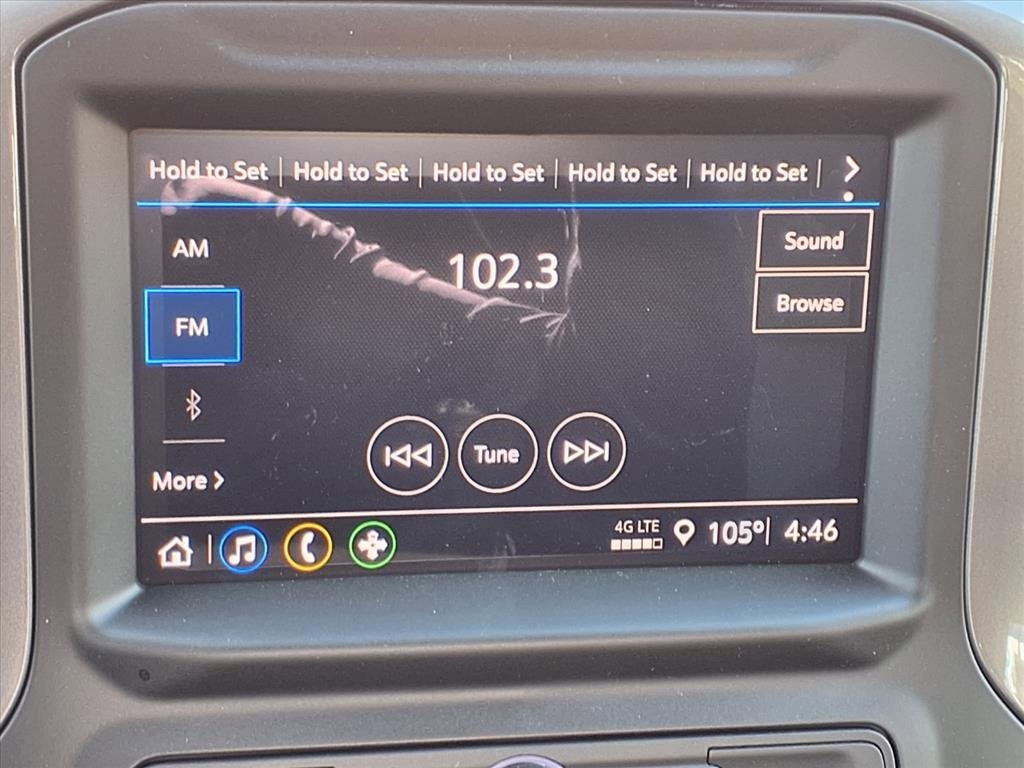 Hold to Set | Hold to Set | Hold to Set | Hold to Set | Hold to Set |
AM
102.3
Sound
Browse
FM
Tune
More
4G LTE
105° 4:46